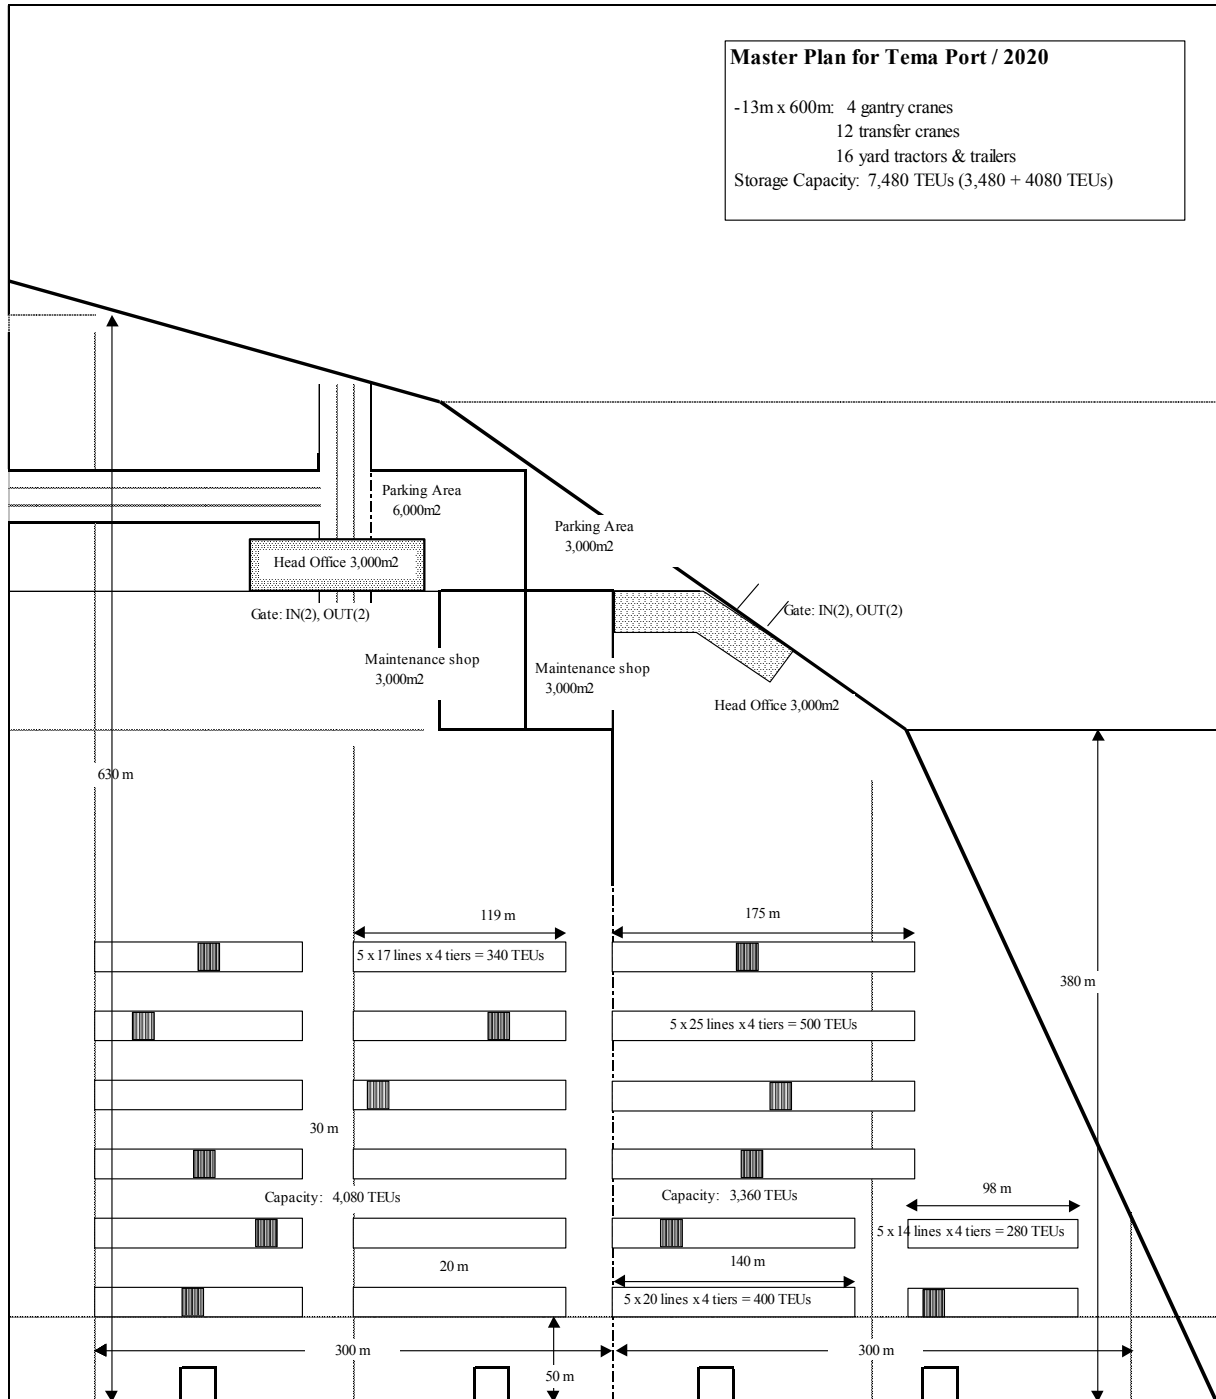 Master Plan for Tema Port / 2020
-13m x 600m: 4 gantry cranes
12 transfer cranes
16 yard tractors & trailers
Storage Capacity: 7,480 TEUs (3,480 + 4080 TEUs)
Parking Area
6,000m2
Parking Area
3,000m2
Head Office 3,000m2
Gate: IN(2), OUT(2)
Gate: IN(2), OUT(2)
Maintenance shop
3,000m2
Maintenance shop
3,000m2
Head Office 3,000m2
630 m
119 m
175 m
5 x 17 lines x 4 tiers = 340 TEUs
380 m
5 x 25 lines x 4 tiers = 500 TEUs
30 m
Capacity: 4,080 TEUs
Capacity: 3,360 TEUs
98 m
5 x 14 lines x 4 tiers = 280 TEUs
20 m
140 m
5 x 20 lines x 4 tiers = 400 TEUs
300 m
300 m
50 m